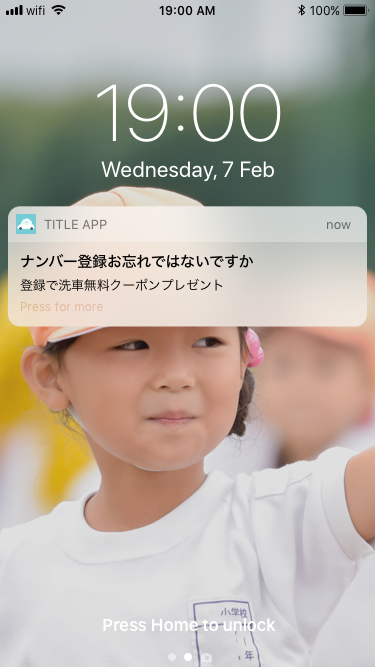 wifi 19:00 AM 100%
19:00
Wednesday, 7 Feb
TITLE APP now
ナンバー登録お忘れではないですか
登録で洗車無料クーポンプレゼント
Press for more
小学校
Press Home to unlock
年